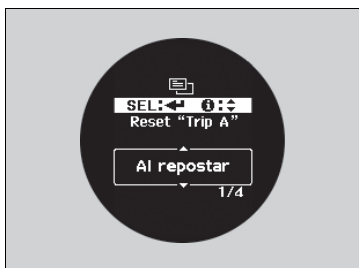 SEL:↵ i:◆
Reset “Trip A”
Al repostar
1/4